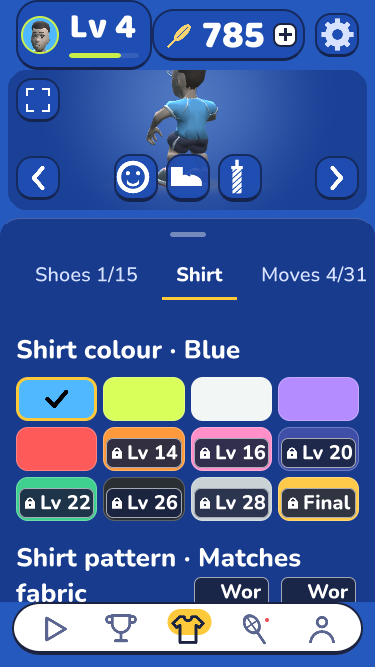 Lv 4
785
Shoes 1/15 Shirt Moves 4/31
Shirt colour · Blue
Lv 14 Lv 16 Lv 20
Lv 22 Lv 26 Lv 28 Final
Shirt pattern · Matches
fabric
Wor Wor